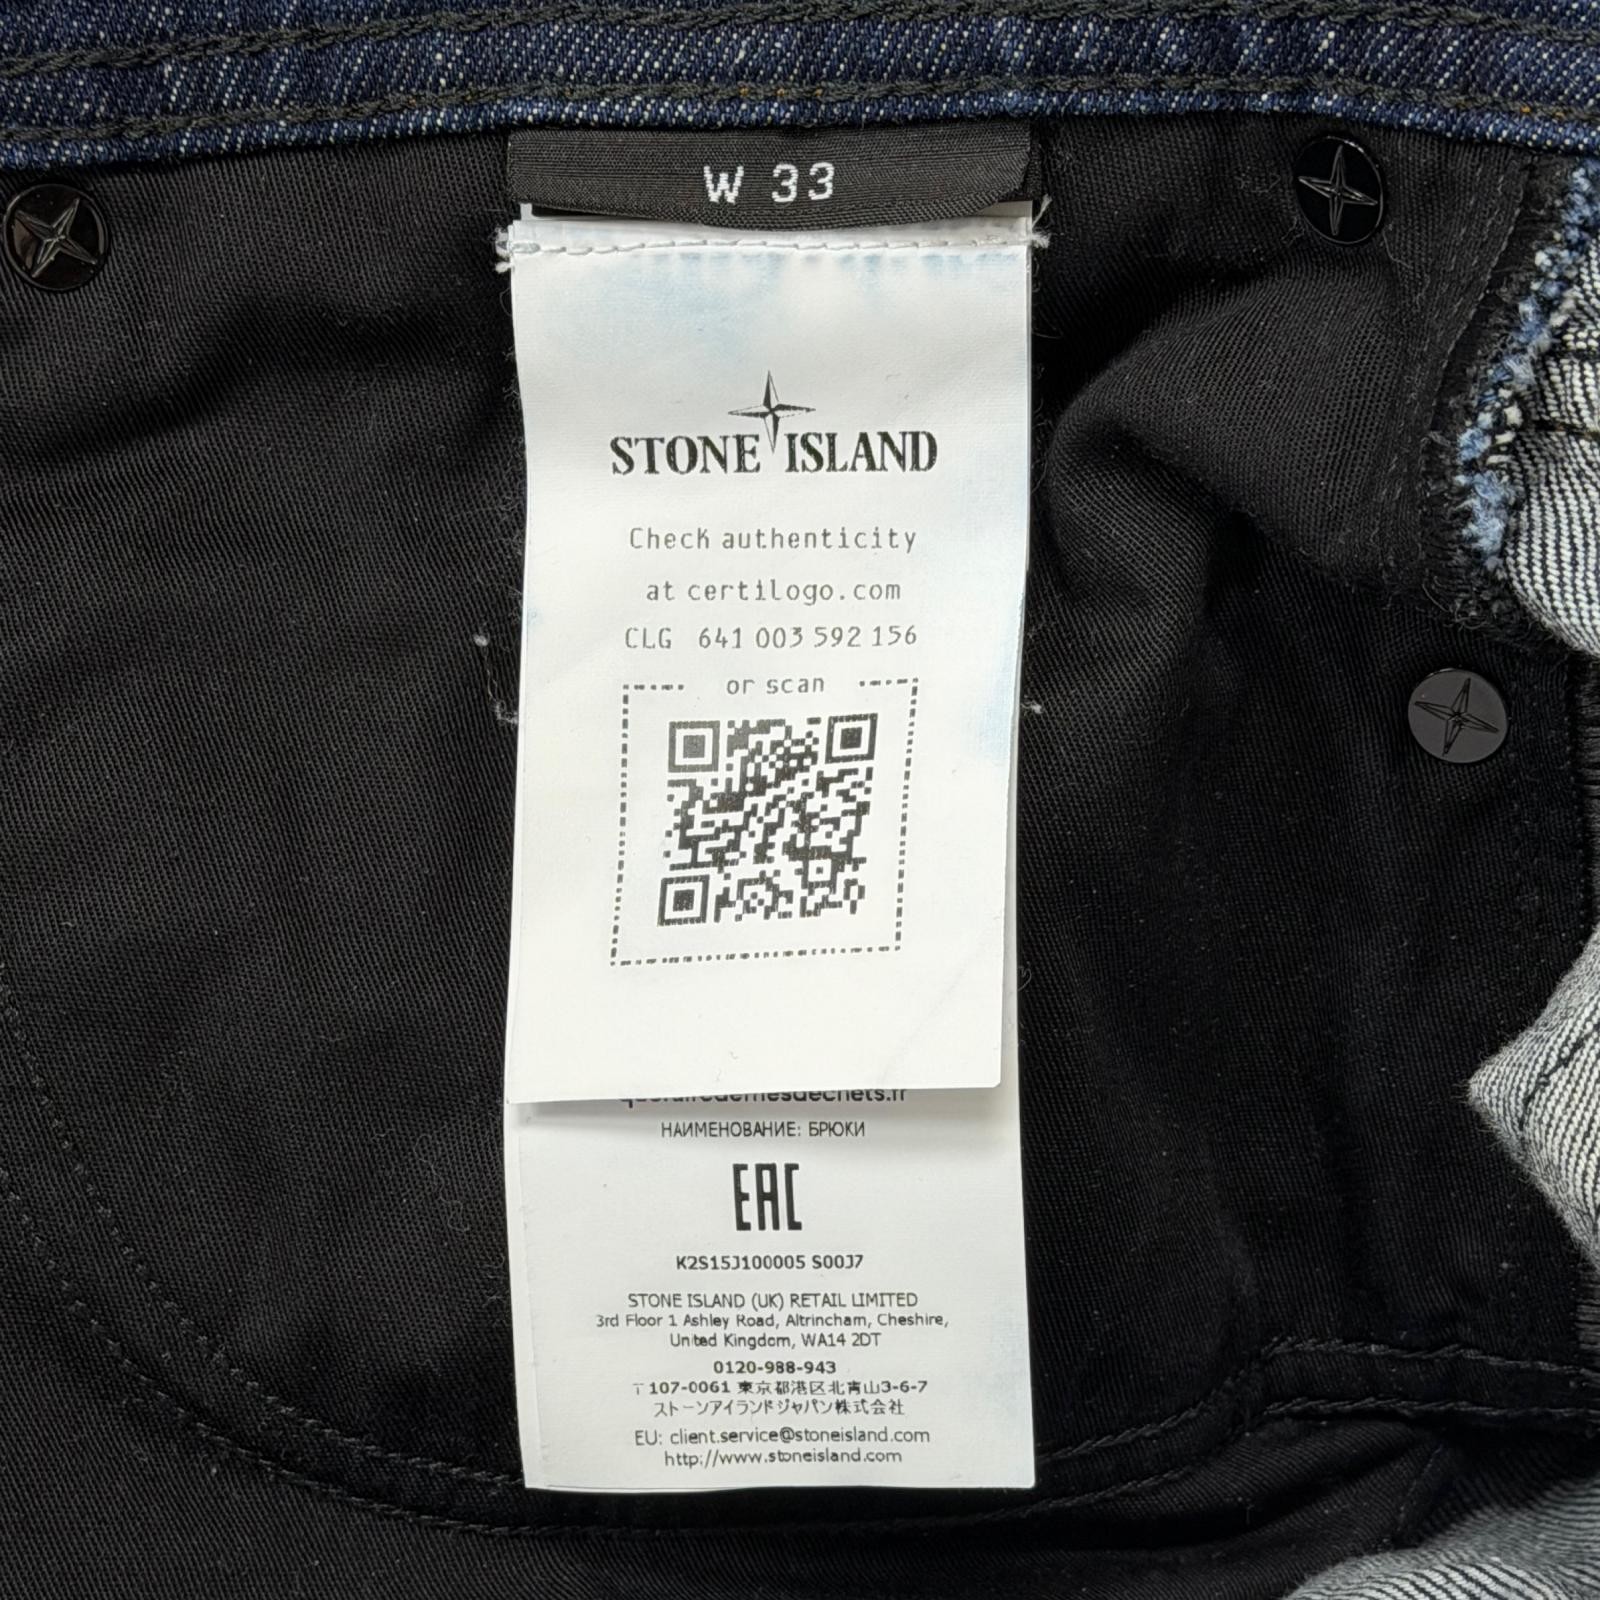 W 33
STONE ISLAND
Check authenticity
at certilogo.com
CLG 641 003 592 156
or scan
quefairedemesdechets.fr
НАИМЕНОВАНИЕ: БРЮКИ
EAC
K2S15J100005 S00J7
STONE ISLAND (UK) RETAIL LIMITED
3rd Floor 1 Ashley Road, Altrincham, Cheshire,
United Kingdom, WA14 2DT
0120-988-943
〒107-0061 東京都港区北青山3-6-7
ストーンアイランドジャパン株式会社
EU: client.service@stoneisland.com
http://www.stoneisland.com